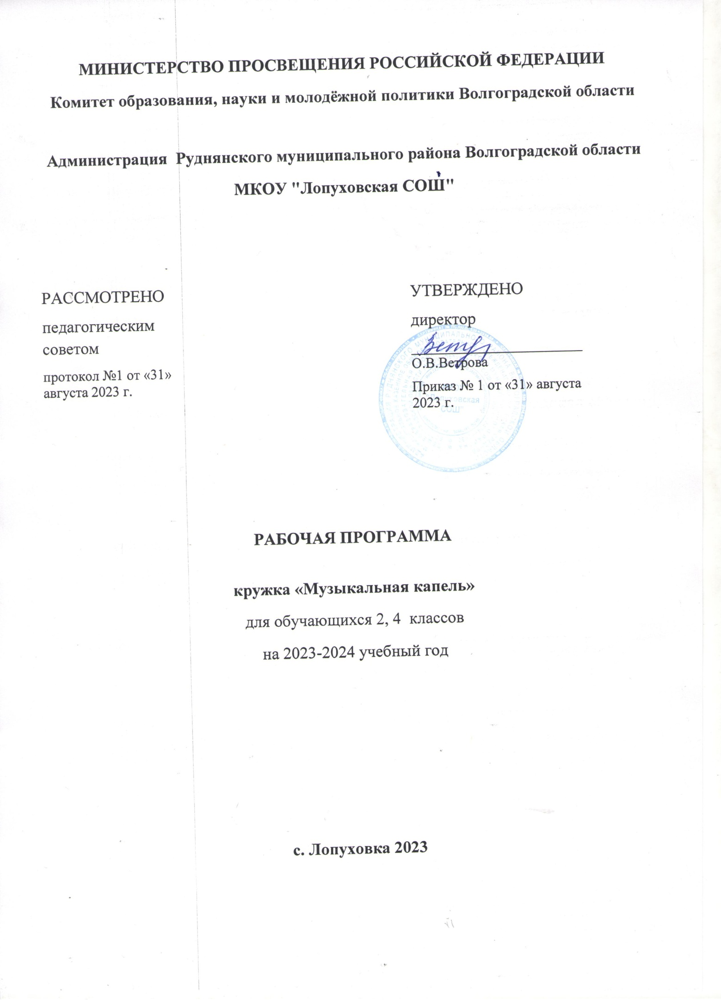 МИНИСТЕРСТВО ПРОСВЕЩЕНИЯ РОССИЙСКОЙ ФЕДЕРАЦИИ
Комитет образования, науки и молодёжной политики Волгоградской области
Администрация Руднянского муниципального района Волгоградской области
МКОУ "Лопуховская СОШ"
РАССМОТРЕНО
педагогическим
советом
протокол №1 от «31»
августа 2023 г.
УТВЕРЖДЕНО
директор
О.В.Ветрова
Приказ № 1 от «31» августа
2023 г.
Лопуховская
СОШ"
РАБОЧАЯ ПРОГРАММА
кружка «Музыкальная капель»
для обучающихся 2, 4 классов
на 2023-2024 учебный год
с. Лопуховка 2023